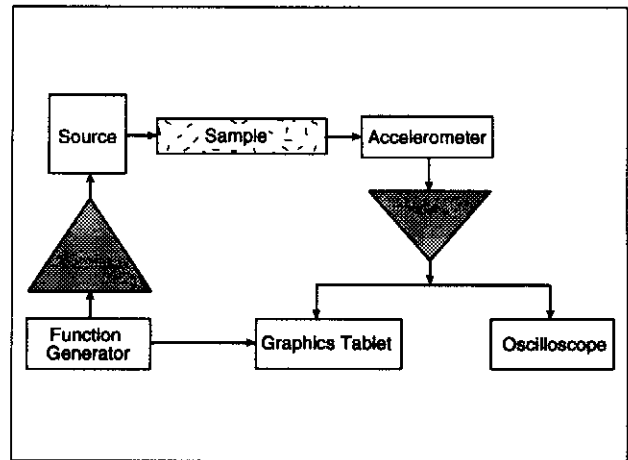 Source
Sample
Accelerometer
Function
Generator
Graphics Tablet
Oscilloscope